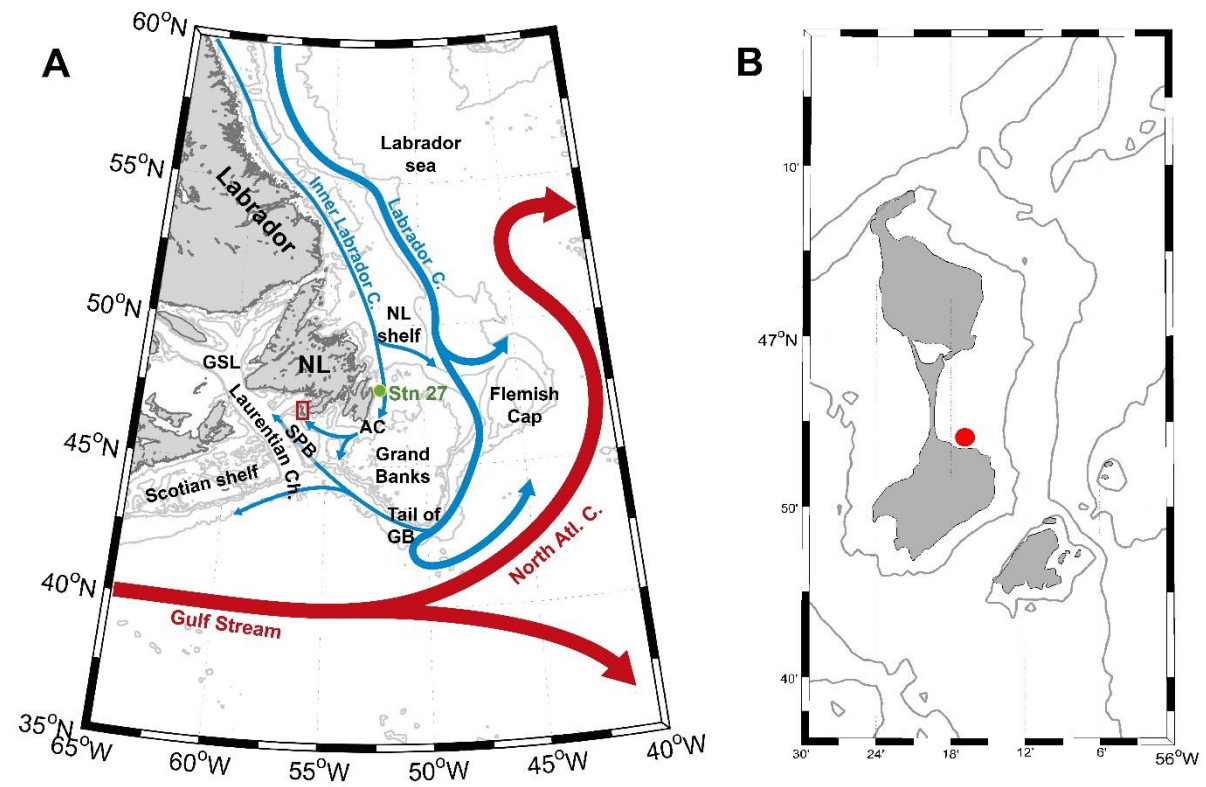 A
60°N
55°N
50°N
45°N
40°N
35°N
65°W
60°W
55°W
50°W
45°W
40°W
Labrador
sea
Labrador
Inner Labrador C.
Labrador C.
NL
shelf
GSL
NL
Stn 27
Flemish
Cap
Laurentian Ch.
SPB
AC
Grand
Banks
Scotian shelf
Tail of
GB
North Atl. C.
Gulf Stream
B
10'
47°N
50'
40'
30'
24'
18'
12'
6'
56°W